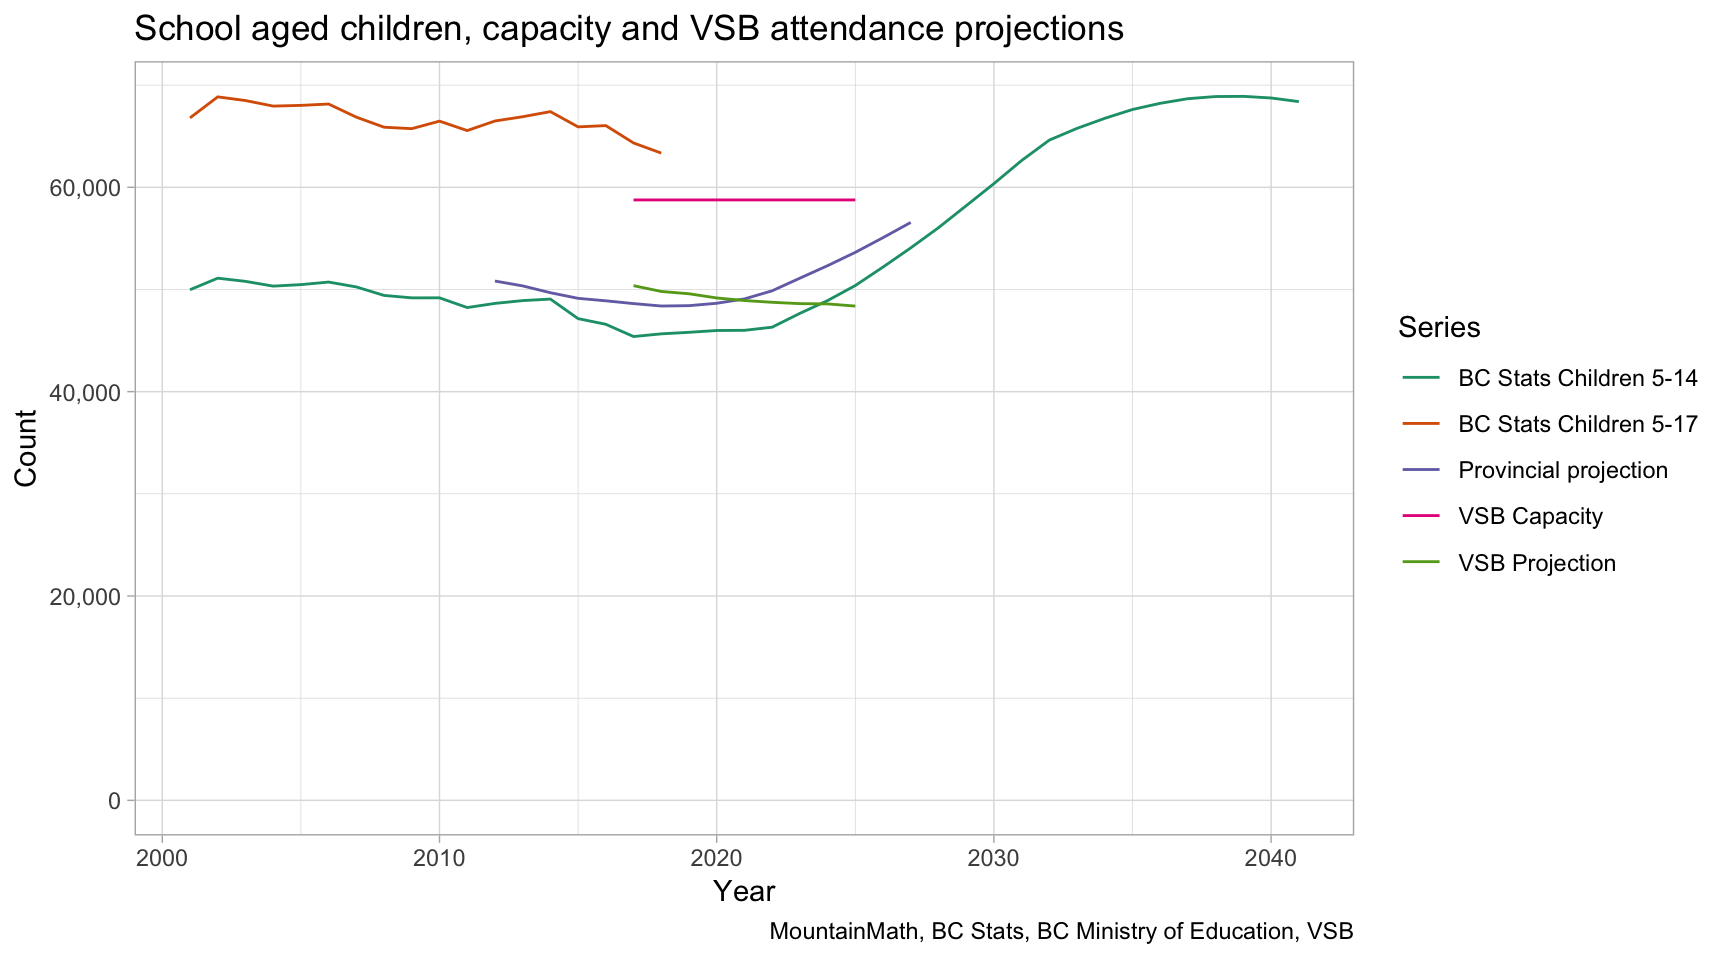 School aged children, capacity and VSB attendance projections
Count
60,000
40,000
20,000
0
2000 2010 2020 2030 2040
Year
Series
BC Stats Children 5-14
BC Stats Children 5-17
Provincial projection
VSB Capacity
VSB Projection
MountainMath, BC Stats, BC Ministry of Education, VSB